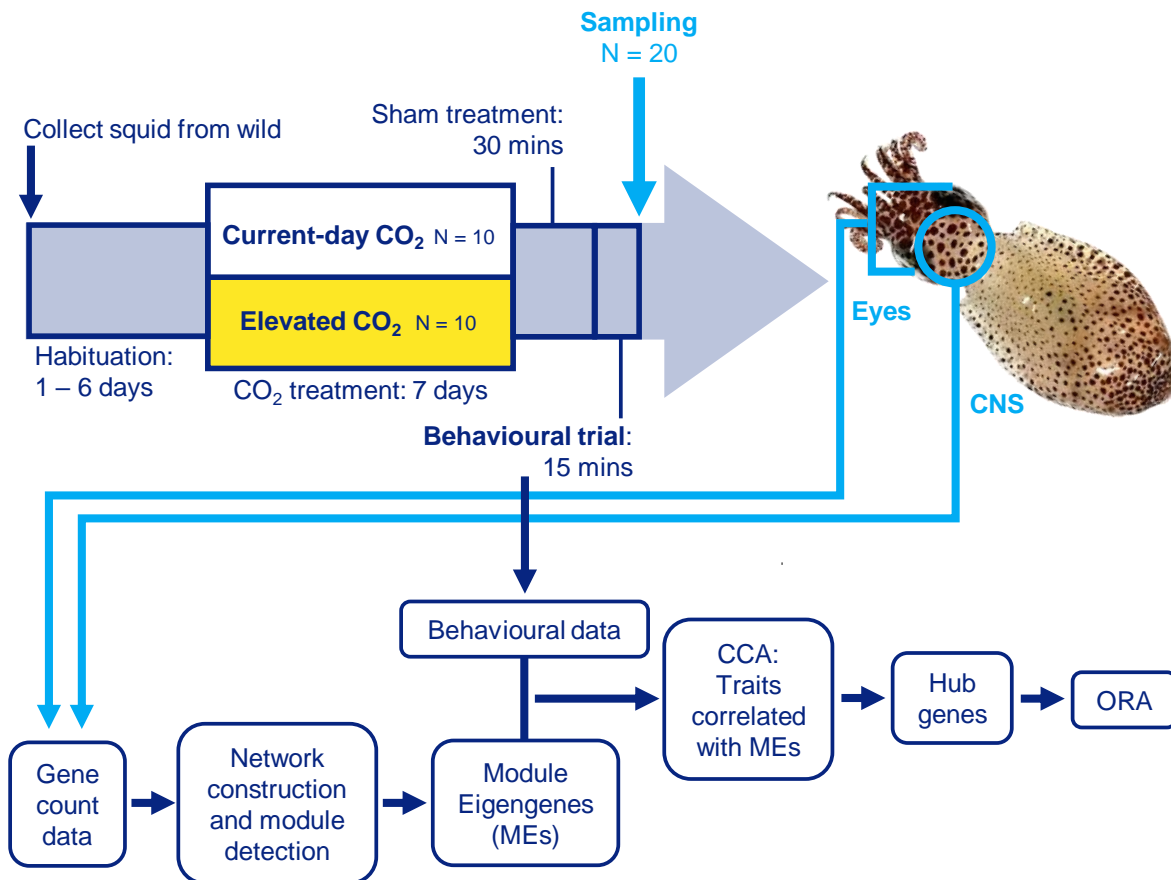 Sampling
N = 20
Collect squid from wild
Sham treatment:
30 mins
Current-day CO₂ N = 10
Elevated CO₂ N = 10
Habituation:
1 – 6 days
CO₂ treatment: 7 days
Eyes
CNS
Behavioural trial:
15 mins
Behavioural data
CCA:
Traits
correlated
with MEs
Hub
genes
ORA
Gene
count
data
Network
construction
and module
detection
Module
Eigengenes
(MEs)